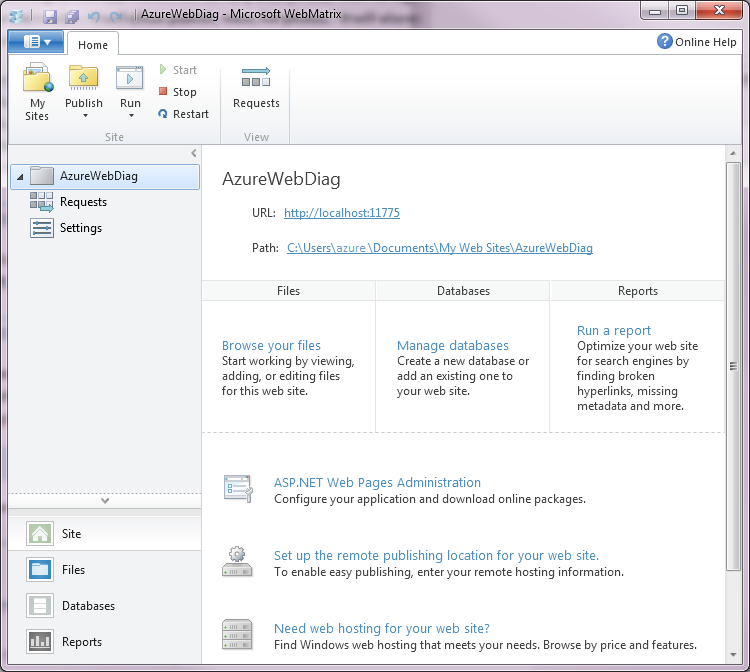 AzureWebDiag - Microsoft WebMatrix
Home
Online Help
My Sites
Publish
Run
Start
Stop
Restart
Requests
Site
View
AzureWebDiag
Requests
Settings
Site
Files
Databases
Reports
AzureWebDiag
URL: http://localhost:11775
Path: C:\Users\azure\Documents\My Web Sites\AzureWebDiag
Files
Databases
Reports
Browse your files
Start working by viewing,
adding, or editing files
for this web site.
Manage databases
Create a new database or
add an existing one to
your web site.
Run a report
Optimize your web site
for search engines by
finding broken
hyperlinks, missing
metadata and more.
ASP.NET Web Pages Administration
Configure your application and download online packages.
Set up the remote publishing location for your web site.
To enable easy publishing, enter your remote hosting information.
Need web hosting for your web site?
Find Windows web hosting that meets your needs. Browse by price and features.